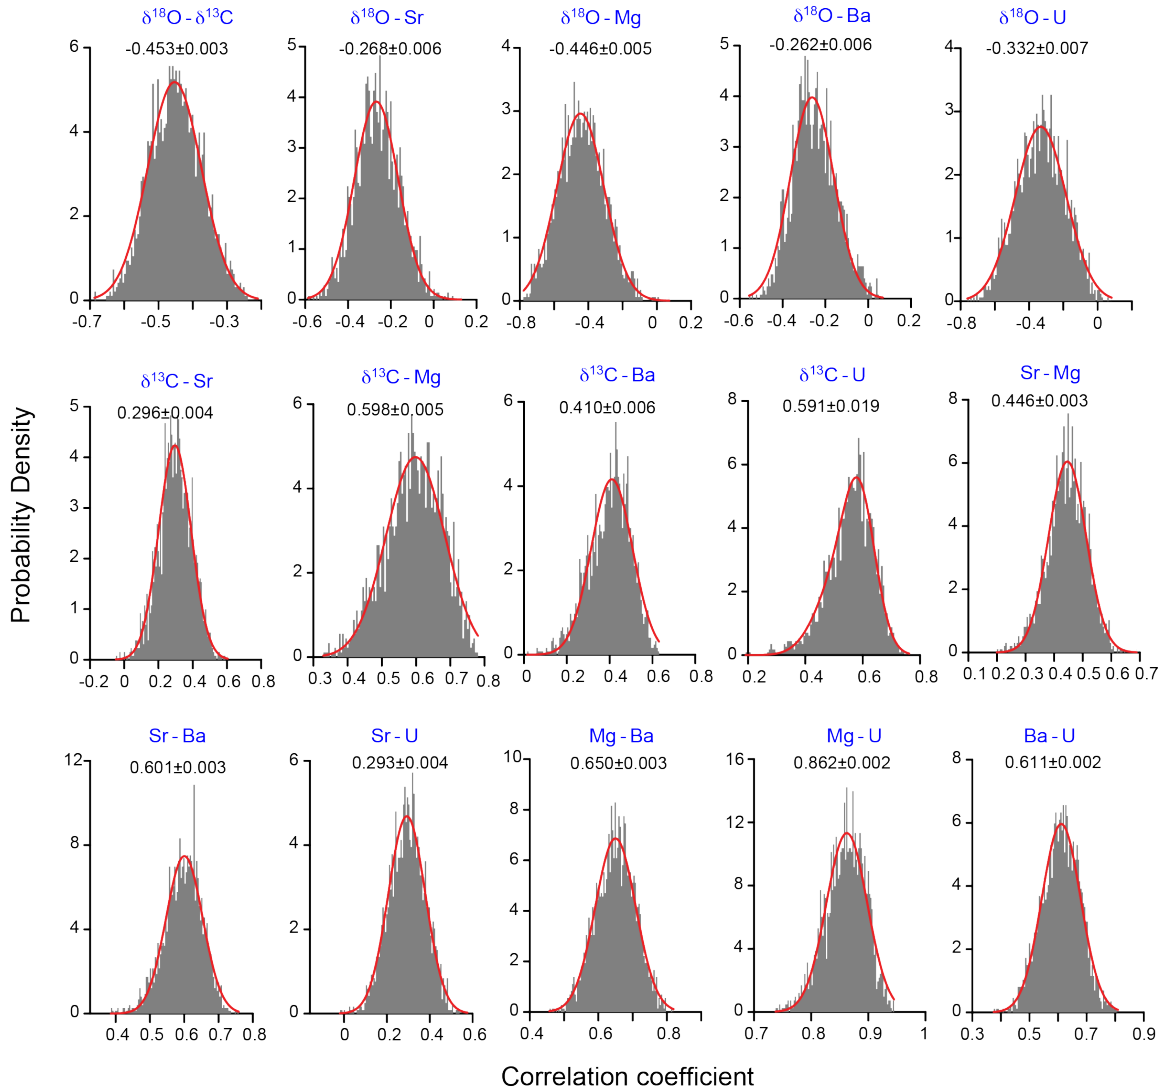 δ18O - δ13C
δ18O - Sr
δ18O - Mg
δ18O - Ba
δ18O - U
-0.453±0.003
-0.268±0.006
-0.446±0.005
-0.262±0.006
-0.332±0.007
6
4
2
0
-0.7 -0.5 -0.3
5
4
3
2
1
0
-0.6 -0.4 -0.2 0 0.2
4
3
2
1
0
-0.8 -0.4 0 0.2
5
4
3
2
1
0
-0.6 -0.4 -0.2 0 0.2
4
3
2
1
0
-0.8 -0.4 0
Probability Density
δ13C - Sr
δ13C - Mg
δ13C - Ba
δ13C - U
Sr - Mg
0.296±0.004
0.598±0.005
0.410±0.006
0.591±0.019
0.446±0.003
5
4
3
2
1
0
-0.2 0 0.2 0.4 0.6 0.8
6
4
2
0
0.3 0.4 0.5 0.6 0.7 0.8
6
4
2
0
0 0.2 0.4 0.6 0.8
8
6
4
2
0
0.2 0.4 0.6 0.8
8
6
4
2
0
0.1 0.2 0.3 0.4 0.5 0.6 0.7
Sr - Ba
Sr - U
Mg - Ba
Mg - U
Ba - U
0.601±0.003
0.293±0.004
0.650±0.003
0.862±0.002
0.611±0.002
12
8
4
0
0.4 0.5 0.6 0.7 0.8
6
4
2
0
0 0.2 0.4 0.6
10
8
6
4
2
0
0.4 0.6 0.8
16
12
8
4
0
0.7 0.8 0.9 1
8
6
4
2
0
0.3 0.5 0.7 0.9
Correlation coefficient